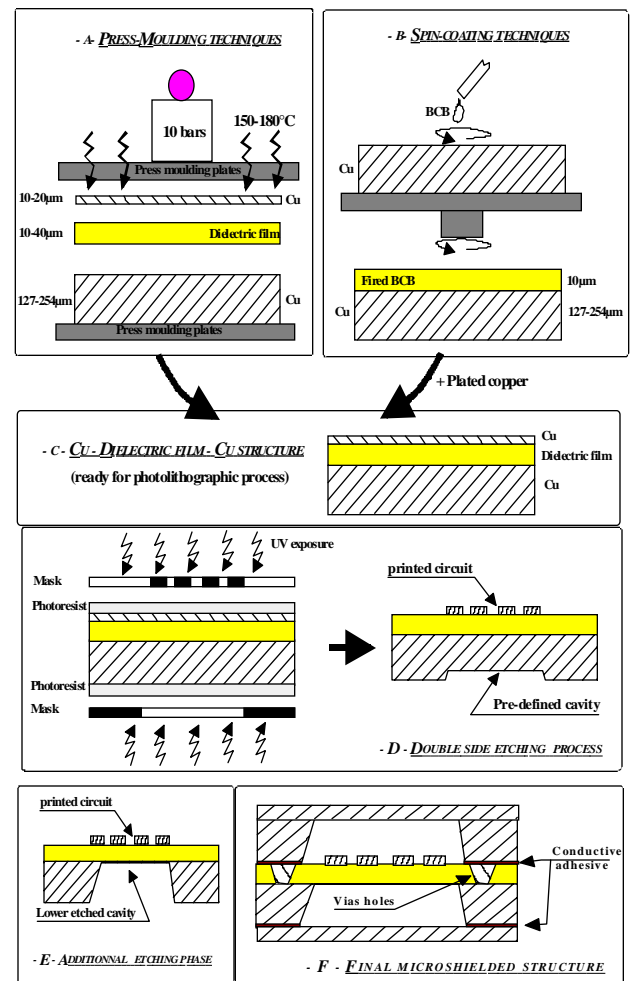 - A- PRESS-MOULDING TECHNIQUES
10 bars
150-180°C
Press moulding plates
10-20µm
Cu
10-40µm
Dielectric film
127-254µm
Cu
Press moulding plates
- B- SPIN-COATING TECHNIQUES
BCB
Cu
Fired BCB
10µm
Cu
127-254µm
+ Plated copper
- C - CU - DIELECTRIC FILM - CU STRUCTURE
(ready for photolithographic process)
Cu
Dielectric film
Cu
UV exposure
Mask
Photoresist
Photoresist
Mask
printed circuit
Pre-defined cavity
- D - DOUBLE SIDE ETCHING PROCESS
printed circuit
Lower etched cavity
- E - ADDITIONNAL ETCHING PHASE
Conductive
adhesive
Vias holes
- F - FINAL MICROSHIELDED STRUCTURE